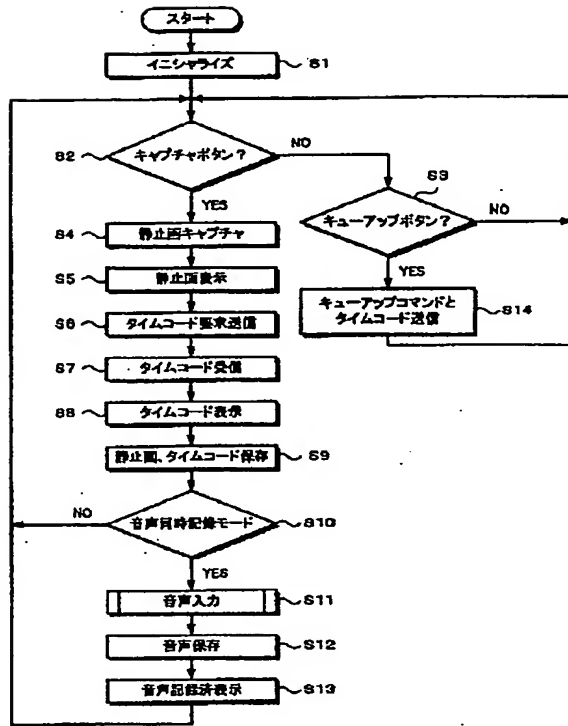 スタート
イニシャライズ
S1
S2
キャプチャボタン？
NO
S3
YES
キューアップボタン？
NO
S4
静止画キャプチャ
YES
S5
静止画表示
キューアップコマンドと
タイムコード送信
S14
S6
タイムコード要求送信
S7
タイムコード受信
S8
タイムコード表示
静止画、タイムコード保存
S9
NO
音声同時記録モード
S10
YES
音声入力
S11
音声保存
S12
音声記録済表示
S13